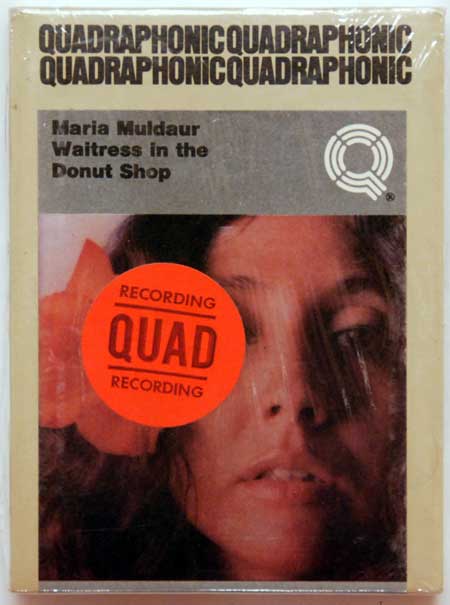 QUADRAPHONICQUADRAPHONIC
QUADRAPHONICQUADRAPHONIC
Maria Muldaur
Waitress in the
Donut Shop
Q
®
RECORDING
QUAD
RECORDING